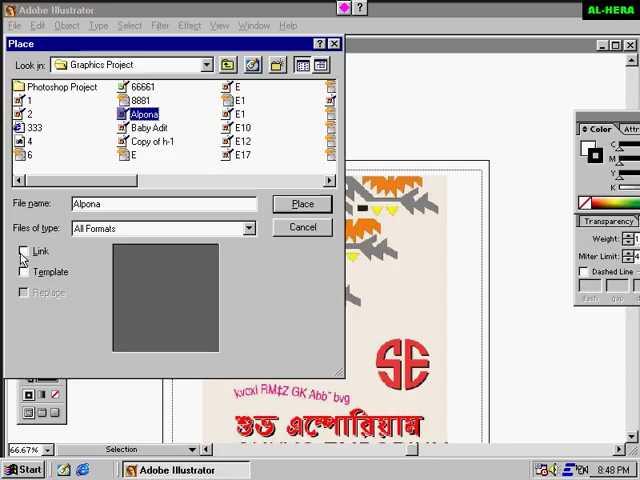 Adobe Illustrator
AL-HERA
File Edit Object Type Select Filter Effect View Window Help
Place
Look in: Graphics Project
Photoshop Project 66661 E
1 8881 E1
2 Alpona E1
333 Baby Adit E10
4 Copy of h-1 E12
6 E E17
File name: Alpona Place
Files of type: All Formats Cancel
Link
Template
Replace
Color Attr
C
M
Y
K
Transparency
Weight: 1
Miter Limit: 4
Dashed Line
dash gap
SE
kvcxi RM‡Z GK Abb¨ bvg
শুভ এম্পোরিয়াম
66.67% Selection
Start Adobe Illustrator 8:48 PM